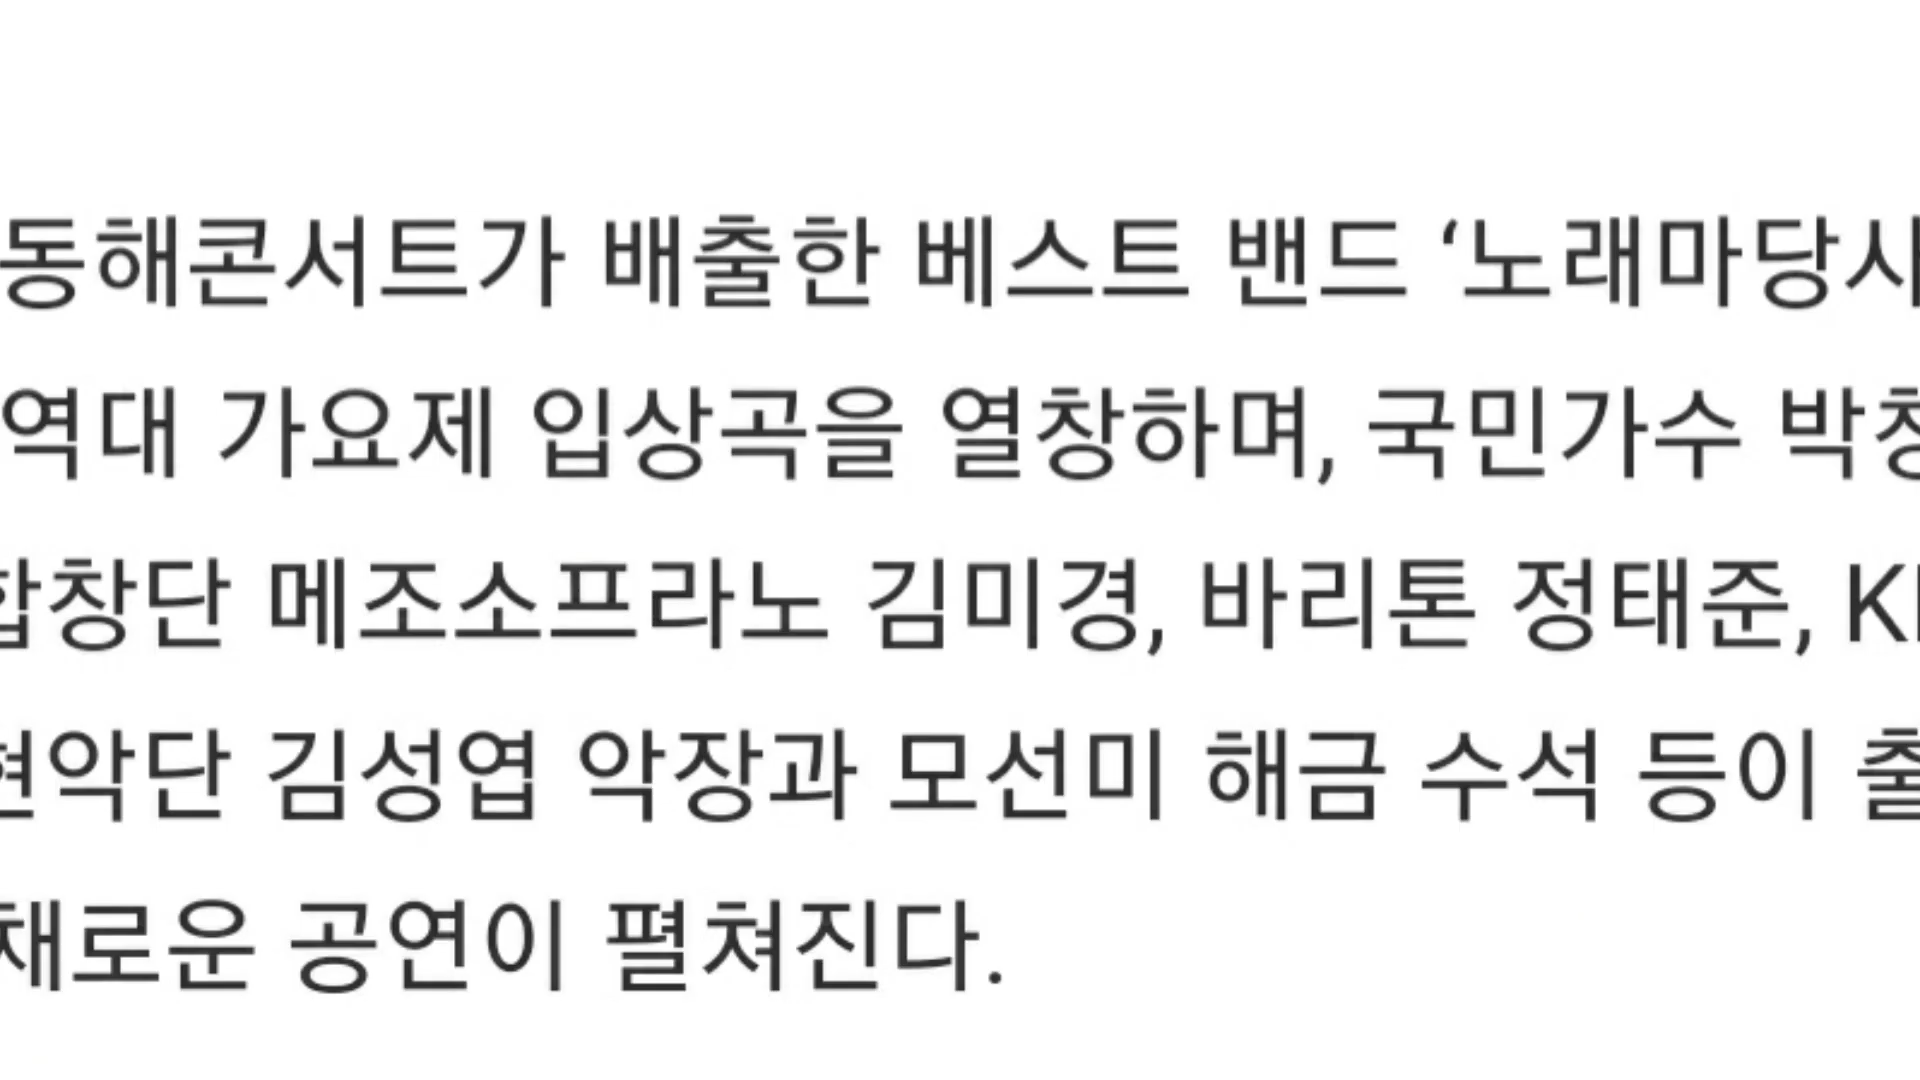 동해콘서트가 배출한 베스트 밴드 ‘노래마당사
역대 가요제 입상곡을 열창하며, 국민가수 박창
합창단 메조소프라노 김미경, 바리톤 정태준,
현악단 김성엽 악장과 모선미 해금 수석 등이 출
채로운 공연이 펼쳐진다.